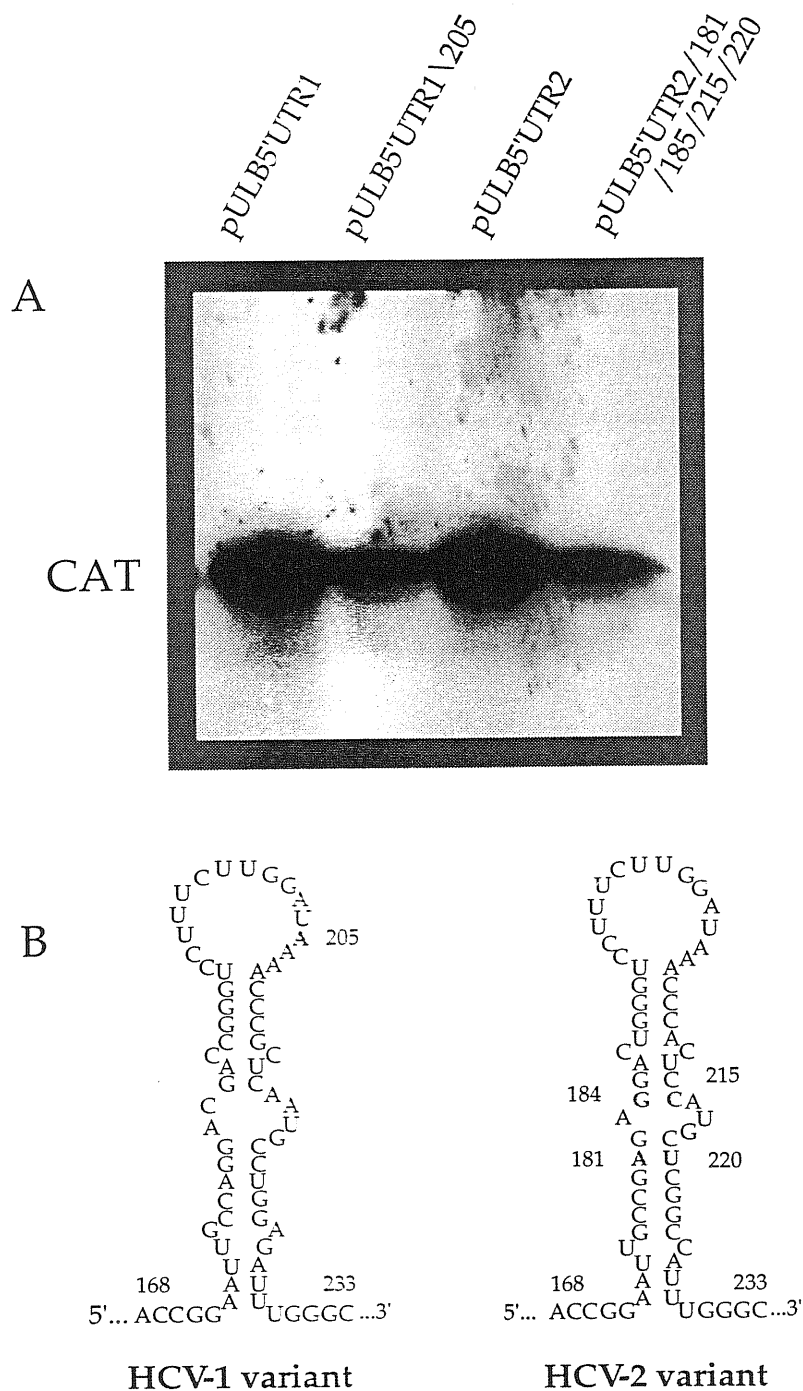 pULB5'UTR1
pULB5'UTR1\205
pULB5'UTR2
pULB5'UTR2/181
/185/215/220
A
CAT
B
205
184
181
215
220
168
233
5'... ACCGG
UGGGC ...3'
168
233
5'... ACCGG
UGGGC ...3'
HCV-1 variant
HCV-2 variant